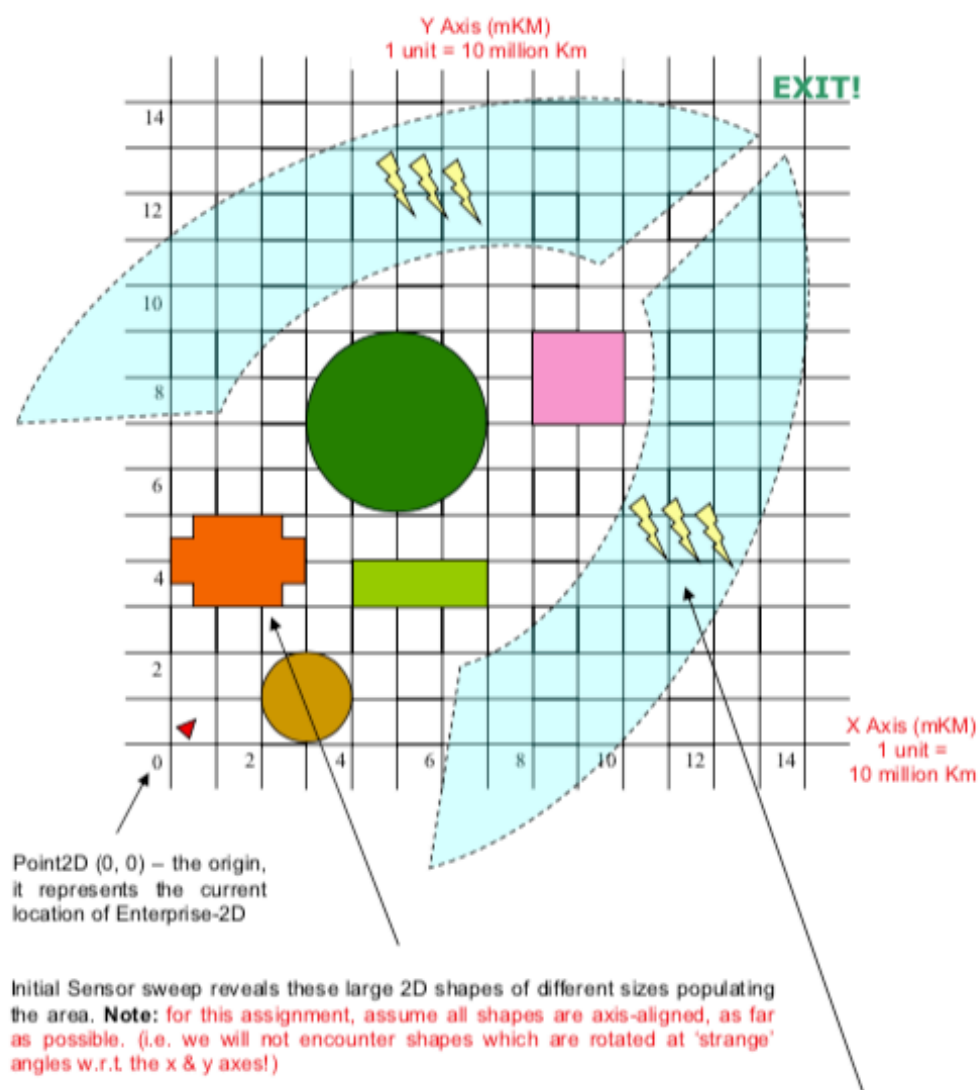 Y Axis (mKM)
1 unit = 10 million Km
EXIT!
14
12
10
8
6
4
2
0
2
4
6
8
10
12
14
X Axis (mKM)
1 unit =
10 million Km
Point2D (0, 0) – the origin,
it represents the current
location of Enterprise-2D
Initial Sensor sweep reveals these large 2D shapes of different sizes populating
the area. Note: for this assignment, assume all shapes are axis-aligned, as far
as possible. (i.e. we will not encounter shapes which are rotated at ‘strange’
angles w.r.t. the x & y axes!)